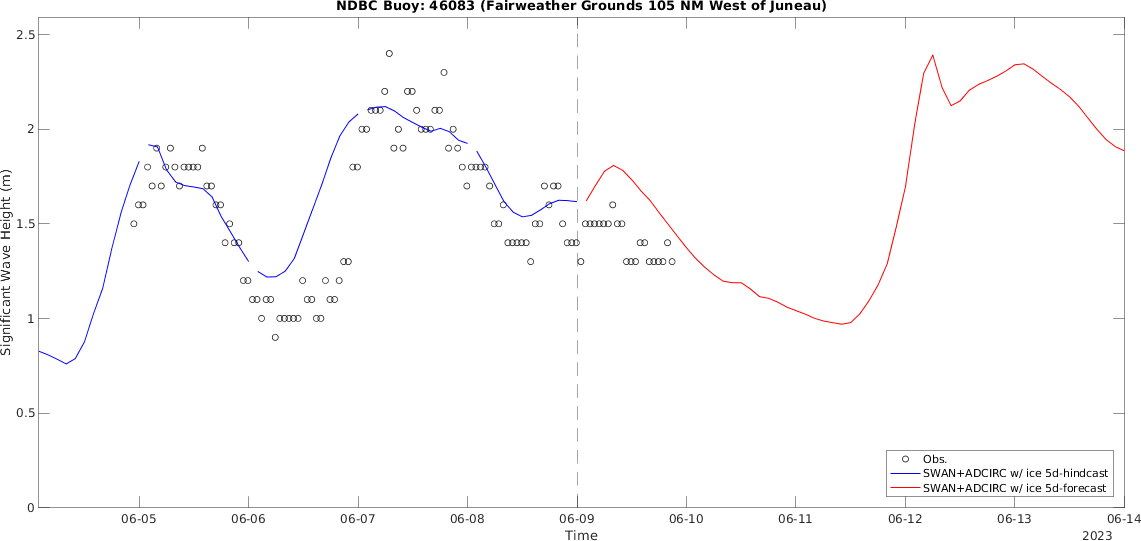 NDBC Buoy: 46083 (Fairweather Grounds 105 NM West of Juneau)
2.5
2
1.5
1
0.5
0
Significant Wave Height (m)
Obs.
SWAN+ADCIRC w/ ice 5d-hindcast
SWAN+ADCIRC w/ ice 5d-forecast
06-05 06-06 06-07 06-08 06-09 06-10 06-11 06-12 06-13 06-14
Time
2023